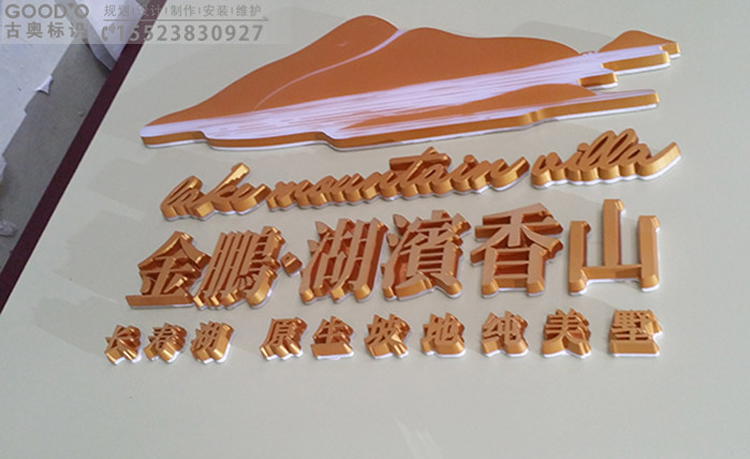 GOOD'O 规划|设计|制作|安装|维护
古奥标识 15523830927
lake mountain villa
金鵬·湖濱香山
长寿湖 原生坡地纯美墅